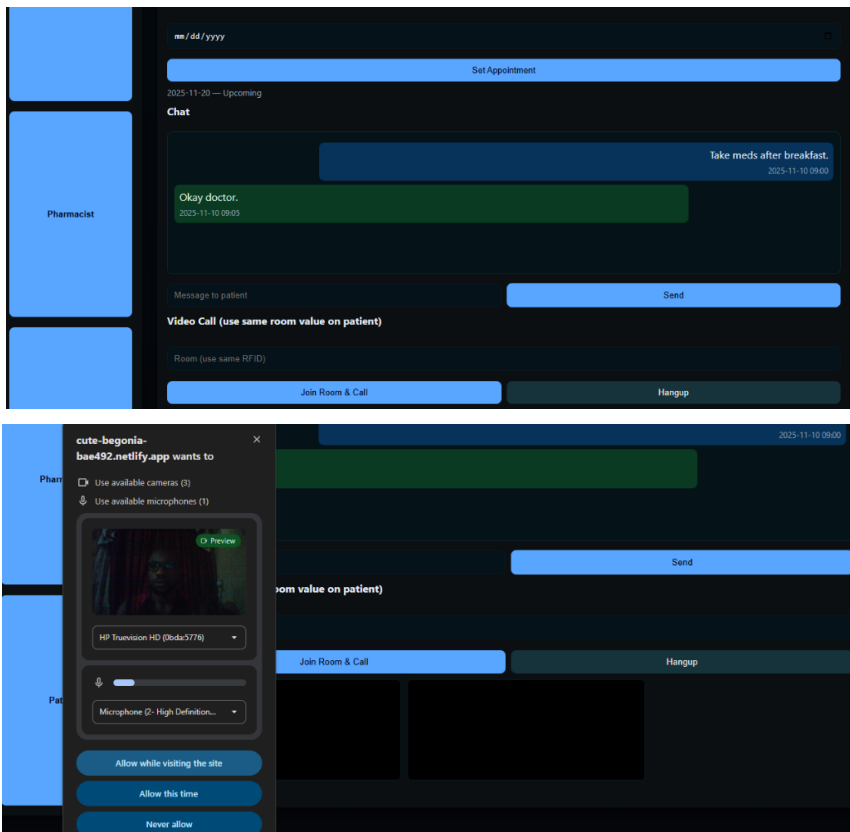 mm/dd/yyyy
Set Appointment
2025-11-20 — Upcoming
Chat
Take meds after breakfast.
2025-11-10 09:00
Okay doctor.
2025-11-10 09:05
Pharmacist
Message to patient
Send
Video Call (use same room value on patient)
Room (use same RFID)
Join Room & Call
Hangup
cute-begonia-
bae492.netlify.app wants to
2025-11-10 09:00
Phar
Use available cameras (3)
Use available microphones (1)
Preview
Send
om value on patient)
HP Truevision HD (0bda:5776)
Join Room & Call
Hangup
Pat
Microphone (2- High Definition...
Allow while visiting the site
Allow this time
Never allow